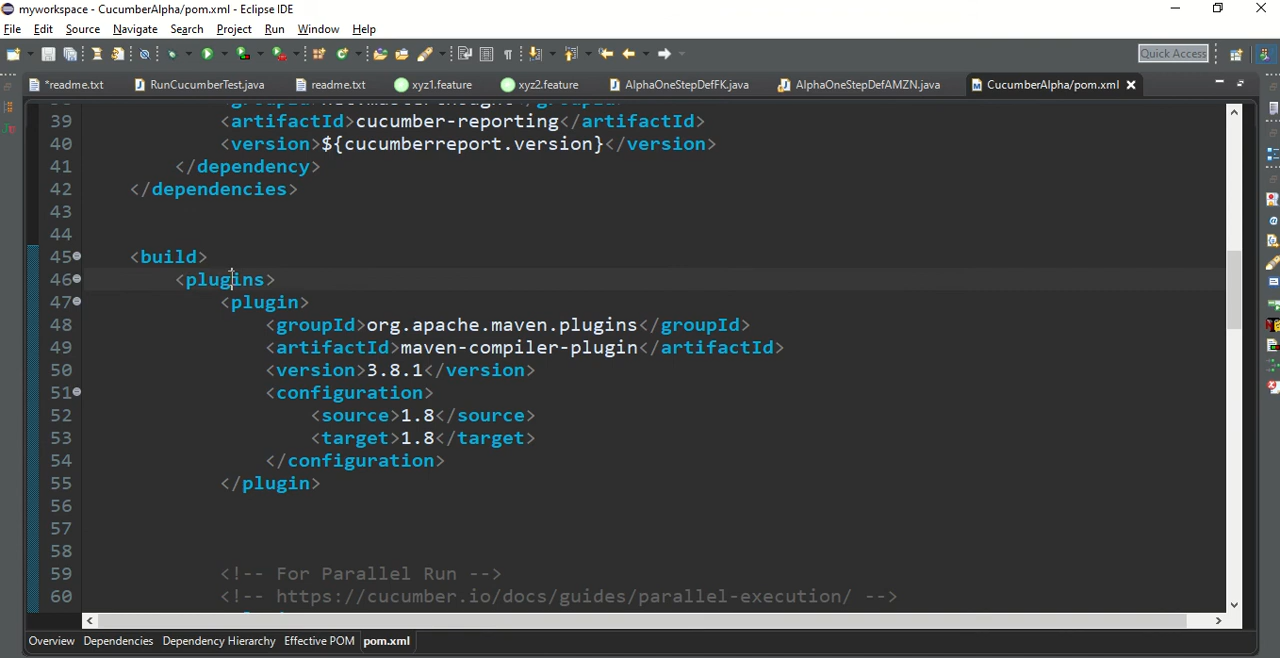 myworkspace - CucumberAlpha/pom.xml - Eclipse IDE
File Edit Source Navigate Search Project Run Window Help
Quick Access
*readme.txt RunCucumberTest.java readme.txt xyz1.feature xyz2.feature AlphaOneStepDefFK.java AlphaOneStepDefAMZN.java CucumberAlpha/pom.xml
39 <artifactId>cucumber-reporting</artifactId>
40 <version>${cucumberreport.version}</version>
41 </dependency>
42 </dependencies>
43
44
45 <build>
46 <plugins>
47 <plugin>
48 <groupId>org.apache.maven.plugins</groupId>
49 <artifactId>maven-compiler-plugin</artifactId>
50 <version>3.8.1</version>
51 <configuration>
52 <source>1.8</source>
53 <target>1.8</target>
54 </configuration>
55 </plugin>
56
57
58
59 <!-- For Parallel Run -->
60 <!-- https://cucumber.io/docs/guides/parallel-execution/ -->
Overview Dependencies Dependency Hierarchy Effective POM pom.xml